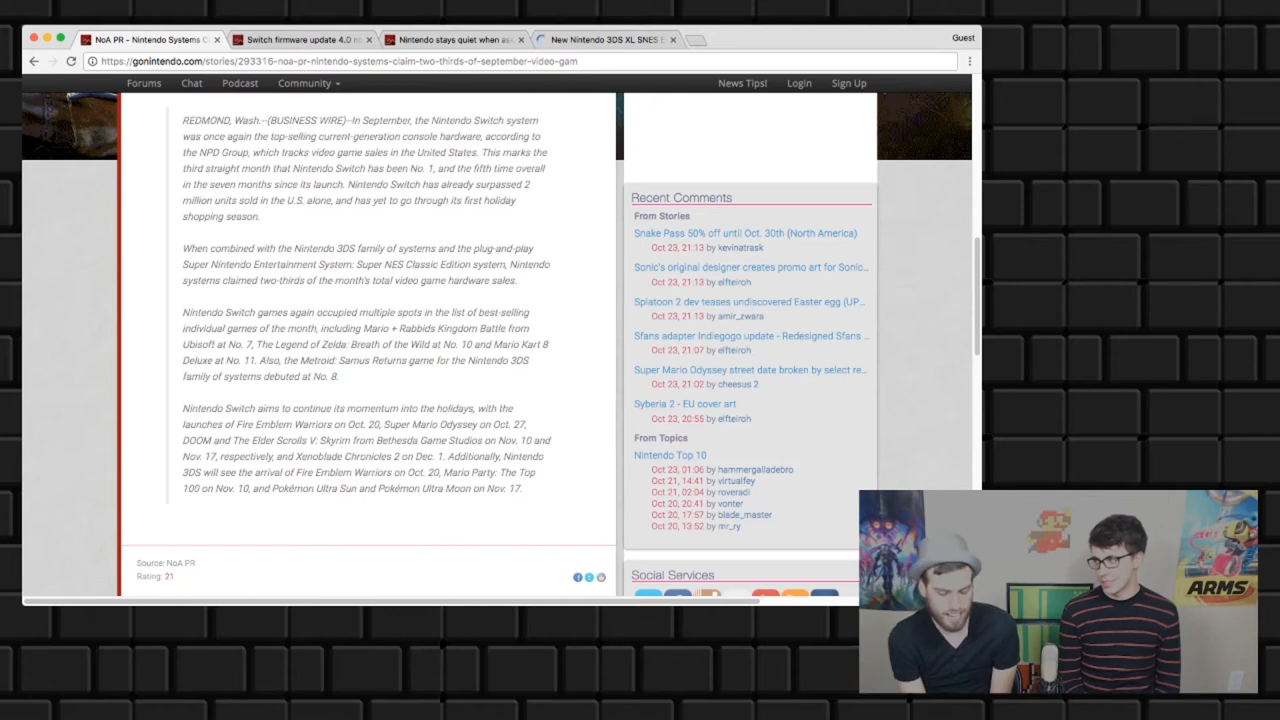 NoA PR - Nintendo Systems C
Switch firmware update 4.0 n
Nintendo stays quiet when as
New Nintendo 3DS XL SNES E
Guest
https://gonintendo.com/stories/293316-noa-pr-nintendo-systems-claim-two-thirds-of-september-video-gam
Forums Chat Podcast Community News Tips! Login Sign Up
REDMOND, Wash.--(BUSINESS WIRE)--In September, the Nintendo Switch system
was once again the top-selling current-generation console hardware, according to
the NPD Group, which tracks video game sales in the United States. This marks the
third straight month that Nintendo Switch has been No. 1, and the fifth time overall
in the seven months since its launch. Nintendo Switch has already surpassed 2
million units sold in the U.S. alone, and has yet to go through its first holiday
shopping season.
When combined with the Nintendo 3DS family of systems and the plug-and-play
Super Nintendo Entertainment System: Super NES Classic Edition system, Nintendo
systems claimed two-thirds of the month's total video game hardware sales.
Nintendo Switch games again occupied multiple spots in the list of best-selling
individual games of the month, including Mario + Rabbids Kingdom Battle from
Ubisoft at No. 7, The Legend of Zelda: Breath of the Wild at No. 10 and Mario Kart 8
Deluxe at No. 11. Also, the Metroid: Samus Returns game for the Nintendo 3DS
family of systems debuted at No. 8.
Nintendo Switch aims to continue its momentum into the holidays, with the
launches of Fire Emblem Warriors on Oct. 20, Super Mario Odyssey on Oct. 27,
DOOM and The Elder Scrolls V: Skyrim from Bethesda Game Studios on Nov. 10 and
Nov. 17, respectively, and Xenoblade Chronicles 2 on Dec. 1. Additionally, Nintendo
3DS will see the arrival of Fire Emblem Warriors on Oct. 20, Mario Party: The Top
100 on Nov. 10, and Pokémon Ultra Sun and Pokémon Ultra Moon on Nov. 17.
Source: NoA PR
Rating: 21
Recent Comments
From Stories
Snake Pass 50% off until Oct. 30th (North America)
Oct 23, 21:13 by kevinatrask
Sonic's original designer creates promo art for Sonic...
Oct 23, 21:13 by elfteiroh
Splatoon 2 dev teases undiscovered Easter egg (UP...
Oct 23, 21:13 by amir_zwara
Sfans adapter Indiegogo update - Redesigned Sfans ...
Oct 23, 21:07 by elfteiroh
Super Mario Odyssey street date broken by select re...
Oct 23, 21:02 by cheesus 2
Syberia 2 - EU cover art
Oct 23, 20:55 by elfteiroh
From Topics
Nintendo Top 10
Oct 23, 01:06 by hammergalladebro
Oct 21, 14:41 by virtualfey
Oct 21, 02:04 by roveradi
Oct 20, 20:41 by vonter
Oct 20, 17:57 by blade_master
Oct 20, 13:52 by mr_ry
Social Services
ARMS